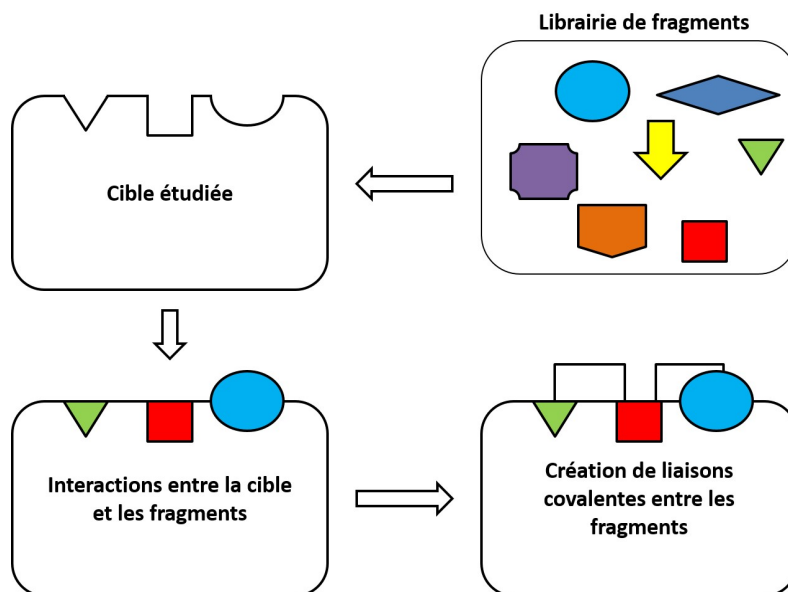 Librairie de fragments
Cible étudiée
Interactions entre la cible
et les fragments
Création de liaisons
covalentes entre les
fragments